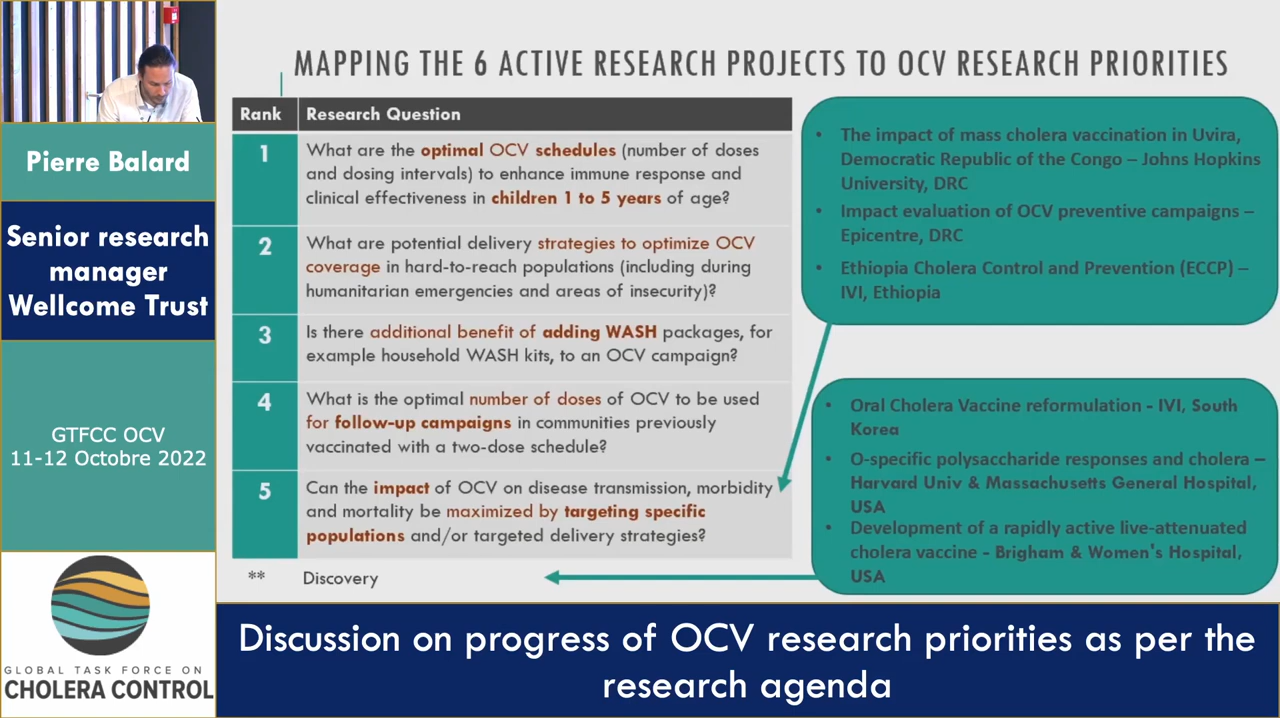 MAPPING THE 6 ACTIVE RESEARCH PROJECTS TO OCV RESEARCH PRIORITIES
Pierre Balard
Senior research
manager
Wellcome Trust
GTFCC OCV
11-12 Octobre 2022
GLOBAL TASK FORCE ON
CHOLERA CONTROL
Rank Research Question
1 What are the optimal OCV schedules (number of doses
and dosing intervals) to enhance immune response and
clinical effectiveness in children 1 to 5 years of age?
2 What are potential delivery strategies to optimize OCV
coverage in hard-to-reach populations (including during
humanitarian emergencies and areas of insecurity)?
3 Is there additional benefit of adding WASH packages, for
example household WASH kits, to an OCV campaign?
4 What is the optimal number of doses of OCV to be used
for follow-up campaigns in communities previously
vaccinated with a two-dose schedule?
5 Can the impact of OCV on disease transmission, morbidity
and mortality be maximized by targeting specific
populations and/or targeted delivery strategies?
** Discovery
• The impact of mass cholera vaccination in Uvira,
Democratic Republic of the Congo – Johns Hopkins
University, DRC
• Impact evaluation of OCV preventive campaigns –
Epicentre, DRC
• Ethiopia Cholera Control and Prevention (ECCP) –
IVI, Ethiopia
• Oral Cholera Vaccine reformulation - IVI, South
Korea
• O-specific polysaccharide responses and cholera –
Harvard Univ & Massachusetts General Hospital,
USA
• Development of a rapidly active live-attenuated
cholera vaccine - Brigham & Women's Hospital,
USA
Discussion on progress of OCV research priorities as per the
research agenda